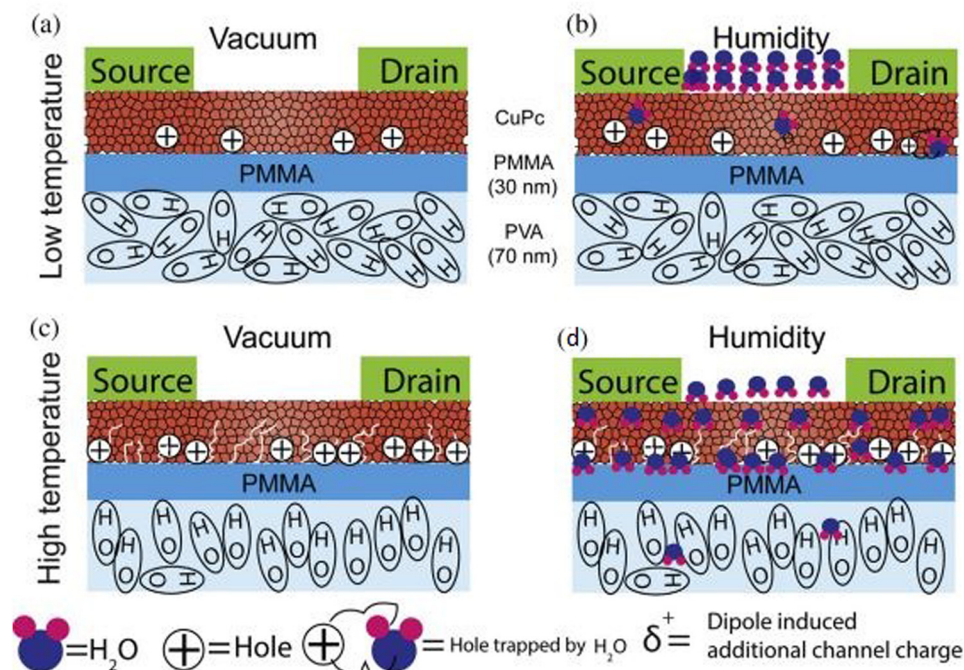 (a)
Vacuum
Source
Drain
Low temperature
PMMA
CuPc
PMMA
(30 nm)
PVA
(70 nm)
(b)
Humidity
Source
Drain
PMMA
(c)
Vacuum
Source
Drain
High temperature
PMMA
(d)
Humidity
Source
Drain
PMMA
=H₂O
=Hole
= Hole trapped by H₂O
δ⁺=
Dipole induced
additional channel charge